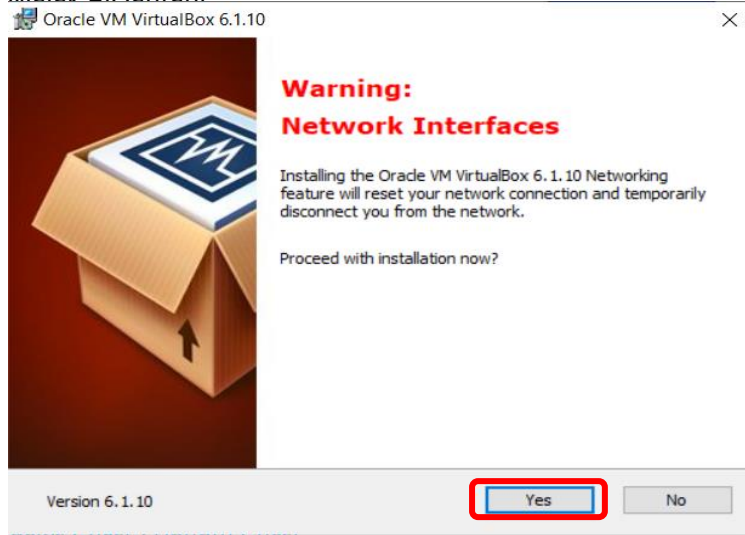 Oracle VM VirtualBox 6.1.10
Warning:
Network Interfaces
Installing the Oracle VM VirtualBox 6.1.10 Networking
feature will reset your network connection and temporarily
disconnect you from the network.
Proceed with installation now?
Version 6.1.10
Yes
No